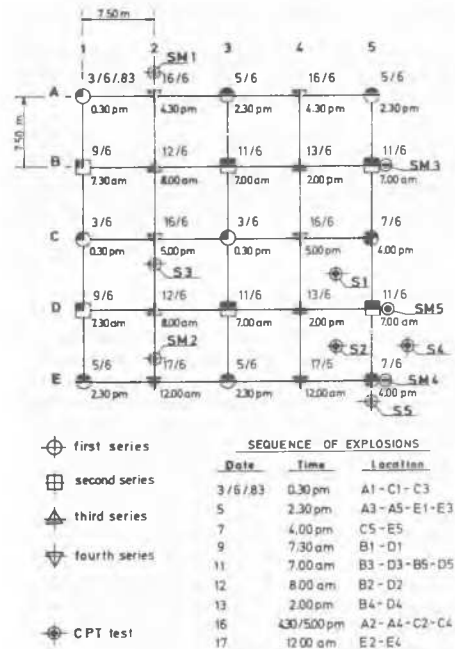 7.50 m
1 2 3 4 5
SM1
3/6/.83 16/6 5/6 16/6 5/6
A
0.30 pm 4.30 pm 2.30 pm 4.30 pm 2.30 pm
7.50 m
9/6 12/6 11/6 13/6 11/6
B SM3
7.30 am 8.00 am 7.00 am 2.00 pm 7.00 am
3/6 16/6 3/6 16/6 7/6
C
0.30 pm 5.00 pm 0.30 pm 5.00 pm 4.00 pm
S3 S1
9/6 12/6 11/6 13/6 11/6
D SM5
7.30 am 8.00 am 7.00 am 2.00 pm 7.00 am
SM2 S2 S4
5/6 17/6 5/6 17/6 7/6
E SM4
2.30 pm 12.00 am 2.30 pm 12.00 am 4.00 pm
S5
first series
second series
third series
fourth series
CPT test
SEQUENCE OF EXPLOSIONS
Date Time Location
3/6/.83 0.30 pm A1-C1-C3
5 2.30 pm A3-A5-E1-E3
7 4.00 pm C5-E5
9 7.30 am B1-D1
11 7.00 am B3-D3-B5-D5
12 8.00 am B2-D2
13 2.00 pm B4-D4
16 4.30/5.00 pm A2-A4-C2-C4
17 12.00 am E2-E4